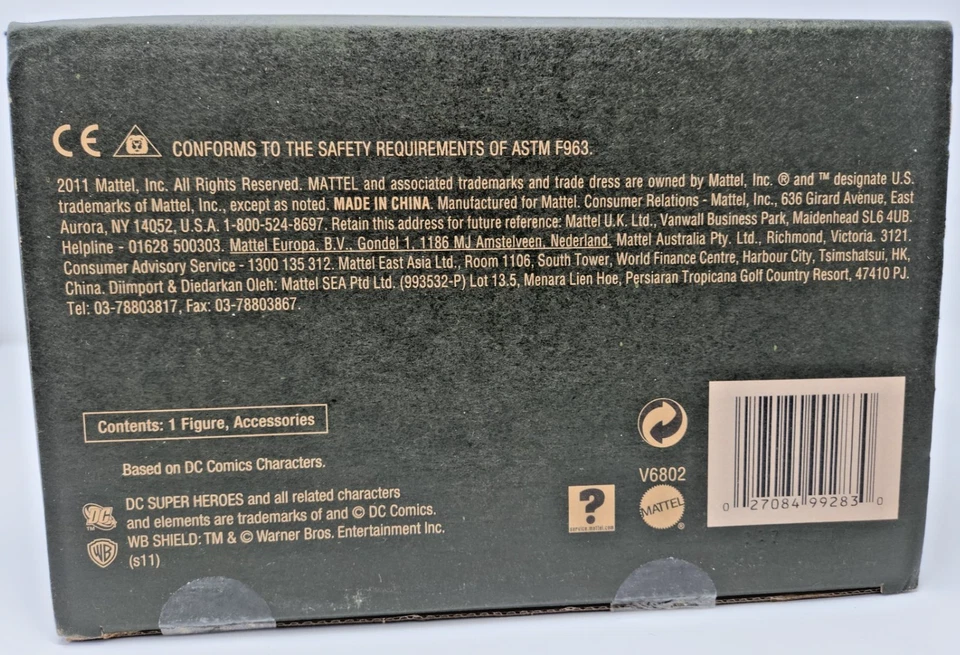 CE CONFORMS TO THE SAFETY REQUIREMENTS OF ASTM F963.
2011 Mattel, Inc. All Rights Reserved. MATTEL and associated trademarks and trade dress are owned by Mattel, Inc. ® and ™ designate U.S.
trademarks of Mattel, Inc., except as noted. MADE IN CHINA. Manufactured for Mattel. Consumer Relations - Mattel, Inc., 636 Girard Avenue, East
Aurora, NY 14052, U.S.A. 1-800-524-8697. Retain this address for future reference: Mattel U.K. Ltd., Vanwall Business Park, Maidenhead SL6 4UB.
Helpline - 01628 500303. Mattel Europa, B.V., Gondel 1, 1186 MJ Amstelveen, Nederland. Mattel Australia Pty. Ltd., Richmond, Victoria. 3121.
Consumer Advisory Service - 1300 135 312. Mattel East Asia Ltd., Room 1106, South Tower, World Finance Centre, Harbour City, Tsimshatsui, HK,
China. Diimport & Diedarkan Oleh: Mattel SEA Ptd Ltd. (993532-P) Lot 13.5, Menara Lien Hoe, Persiaran Tropicana Golf Country Resort, 47410 PJ.
Tel: 03-78803817, Fax: 03-78803867.
Contents: 1 Figure, Accessories
Based on DC Comics Characters.
DC
TM
DC SUPER HEROES and all related characters
and elements are trademarks of and © DC Comics.
WB
WB SHIELD: TM & © Warner Bros. Entertainment Inc.
(s11)
?
service.mattel.com
V6802
MATTEL
®
0 27084 99283 0